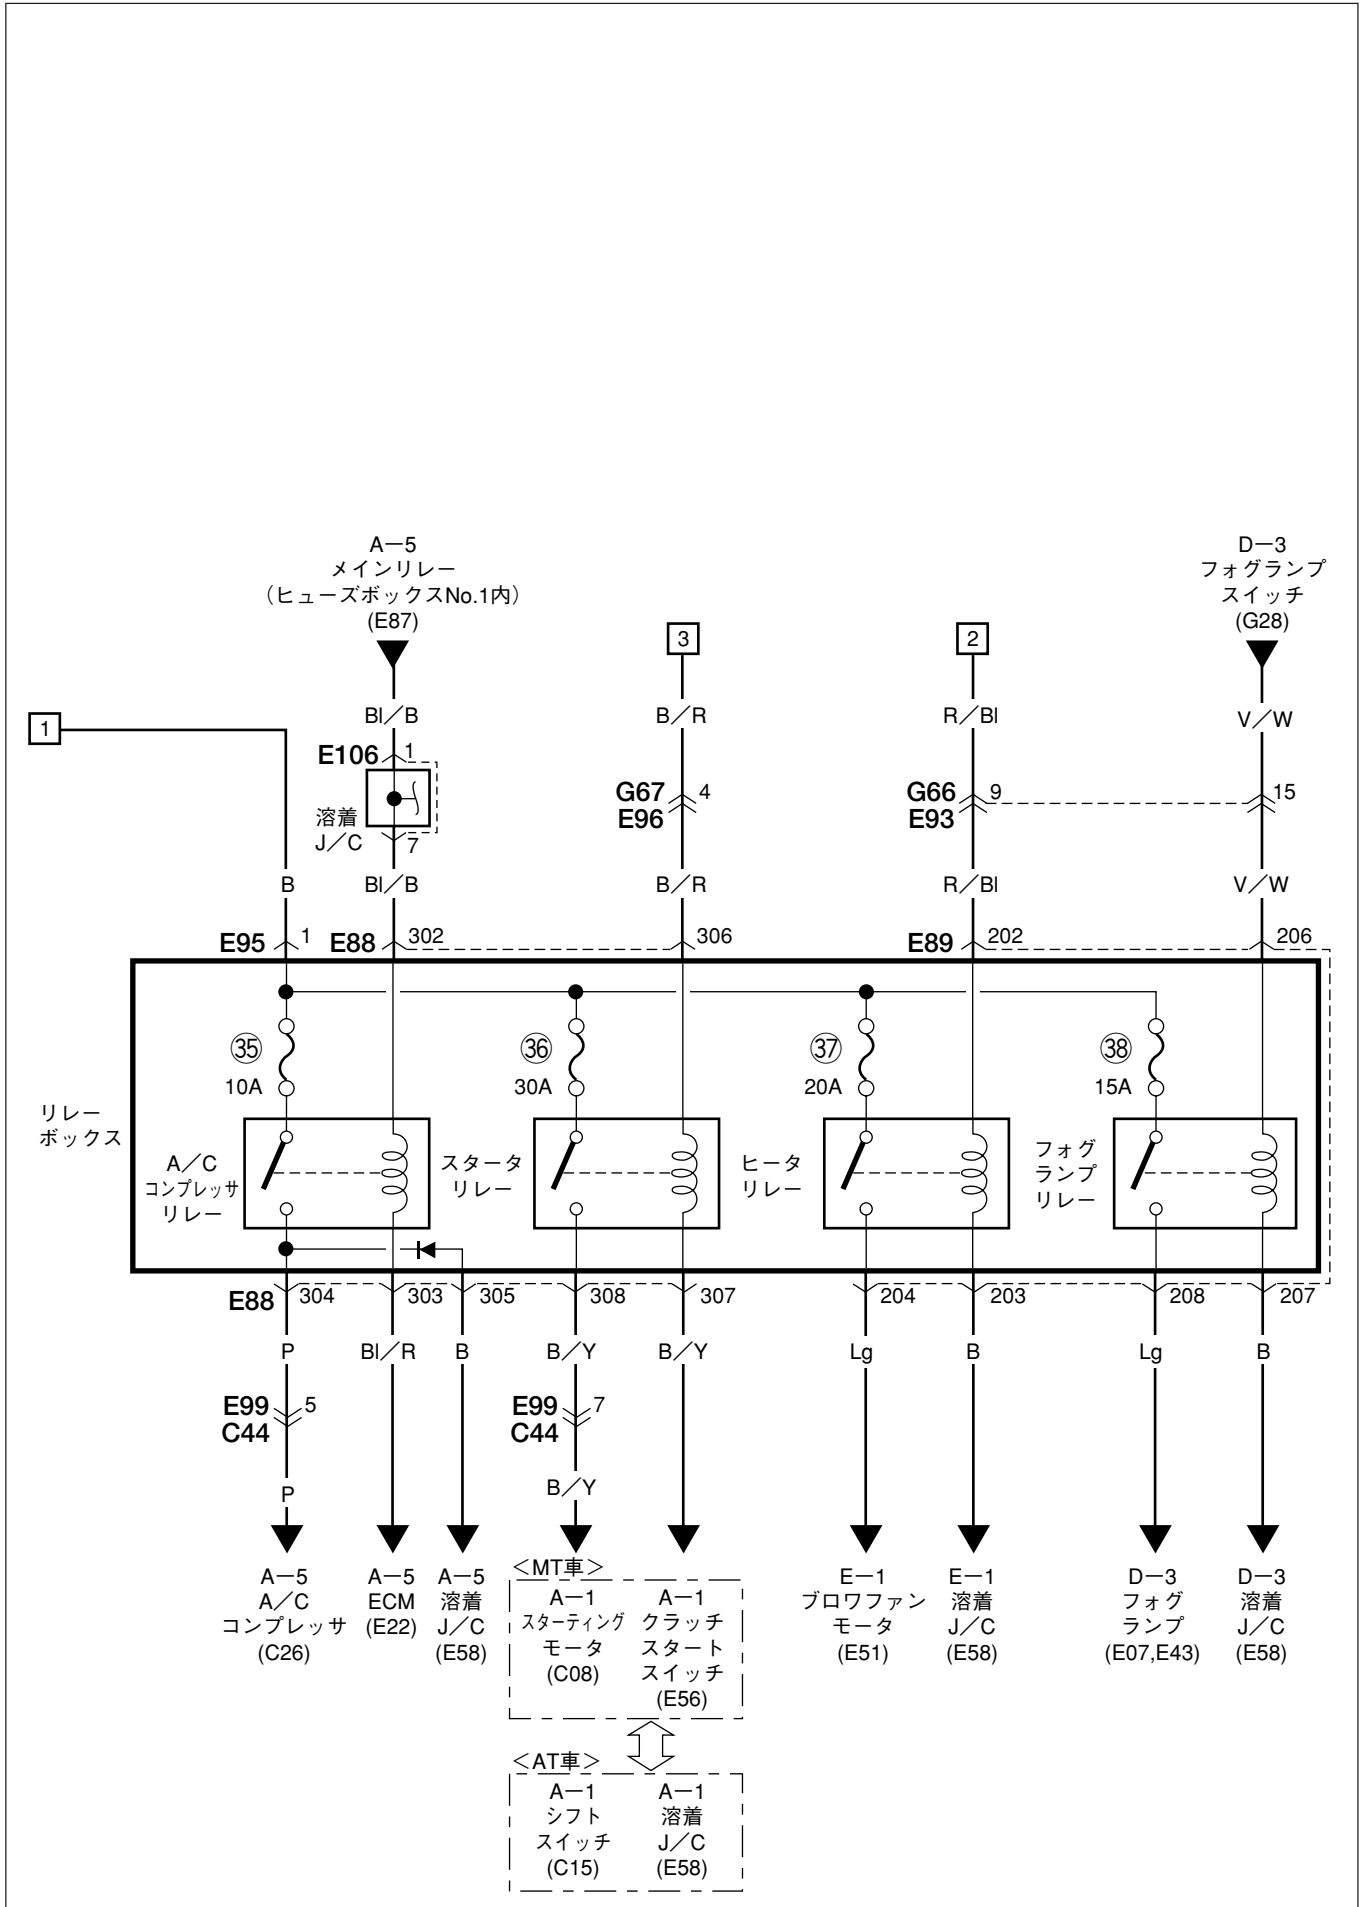 A－5
メインリレー
（ヒューズボックスNo.1内）
(E87)
D－3
フォグランプ
スイッチ
(G28)
3
2
1
Bl／B
B／R
R／Bl
V／W
E106
1
溶着
J／C
7
G67
E96
4
G66
E93
9
15
B
Bl／B
B／R
R／Bl
V／W
E95
1
E88
302
306
E89
202
206
リレー
ボックス
㉟
10A
㊱
30A
㊲
20A
㊳
15A
A／C
コンプレッサ
リレー
スタータ
リレー
ヒータ
リレー
フォグ
ランプ
リレー
E88
304
303
305
308
307
204
203
208
207
P
Bl／R
B
B／Y
B／Y
Lg
B
Lg
B
E99
C44
5
E99
C44
7
P
B／Y
A－5
A／C
コンプレッサ
(C26)
A－5
ECM
(E22)
A－5
溶着
J／C
(E58)
＜MT車＞
A－1
スターティング
モータ
(C08)
A－1
クラッチ
スタート
スイッチ
(E56)
E－1
ブロワファン
モータ
(E51)
E－1
溶着
J／C
(E58)
D－3
フォグ
ランプ
(E07,E43)
D－3
溶着
J／C
(E58)
＜AT車＞
A－1
シフト
スイッチ
(C15)
A－1
溶着
J／C
(E58)